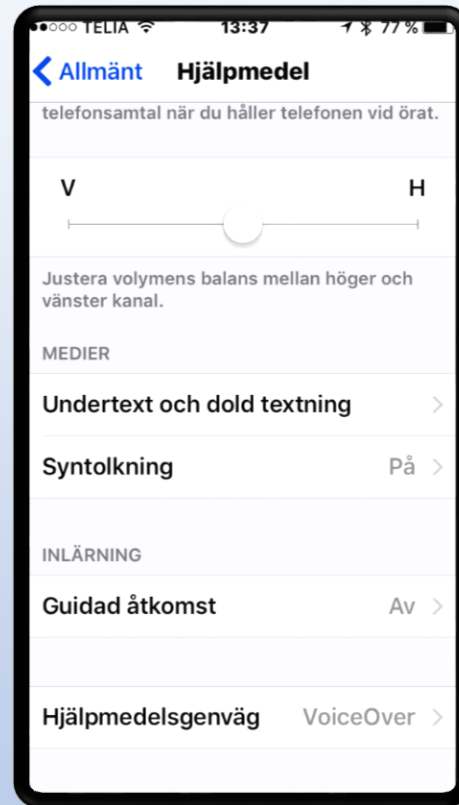 TELIA 13:37 77 %
Allmänt Hjälpmedel
telefonsamtal när du håller telefonen vid örat.
V H
Justera volymens balans mellan höger och
vänster kanal.
MEDIER
Undertext och dold textning
Syntolkning På
INLÄRNING
Guidad åtkomst Av
Hjälpmedelsgenväg VoiceOver